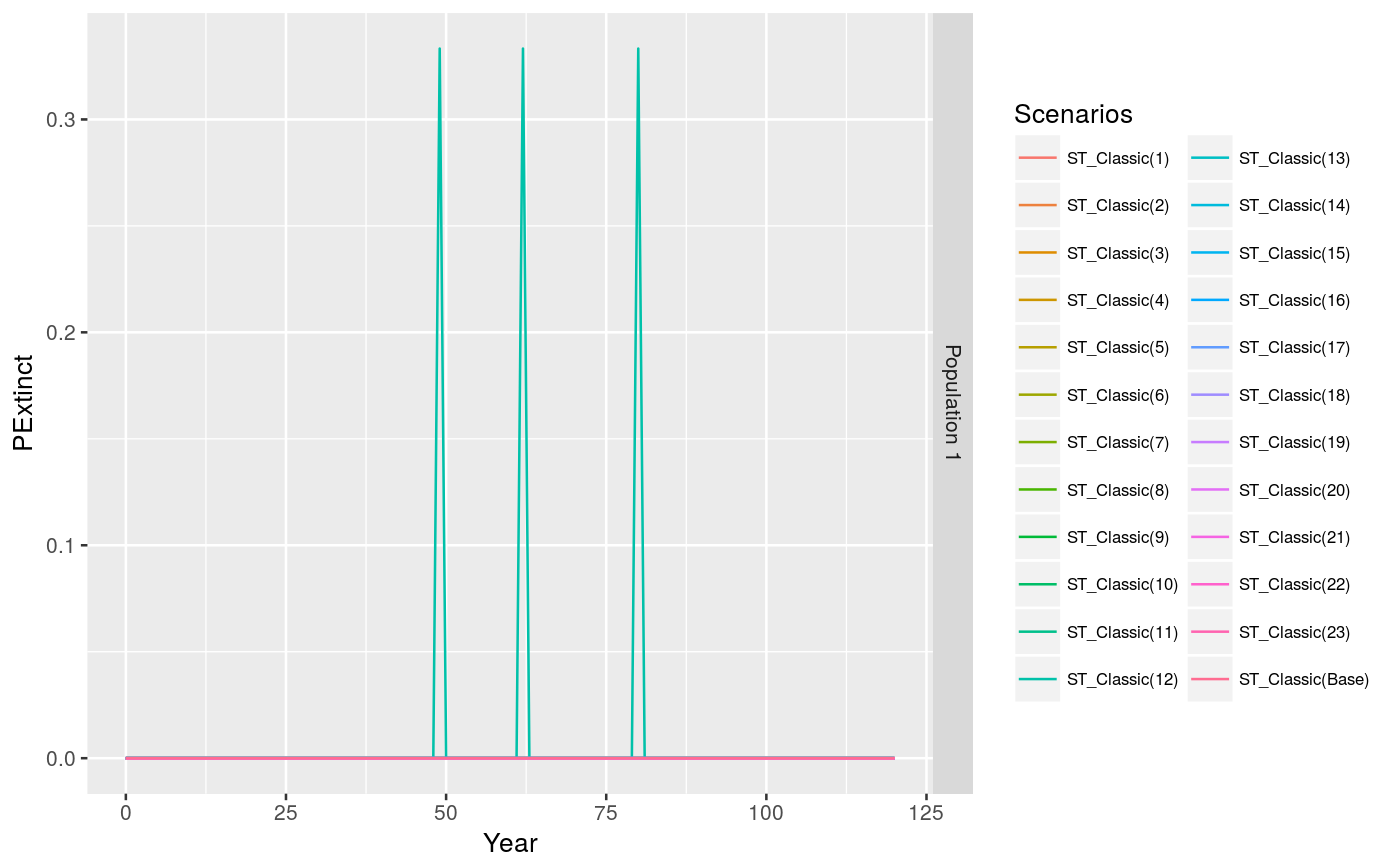 PExtinct
0.3
0.2
0.1
0.0
0
25
50
75
100
125
Year
Population 1
Scenarios
ST_Classic(1)
ST_Classic(2)
ST_Classic(3)
ST_Classic(4)
ST_Classic(5)
ST_Classic(6)
ST_Classic(7)
ST_Classic(8)
ST_Classic(9)
ST_Classic(10)
ST_Classic(11)
ST_Classic(12)
ST_Classic(13)
ST_Classic(14)
ST_Classic(15)
ST_Classic(16)
ST_Classic(17)
ST_Classic(18)
ST_Classic(19)
ST_Classic(20)
ST_Classic(21)
ST_Classic(22)
ST_Classic(23)
ST_Classic(Base)